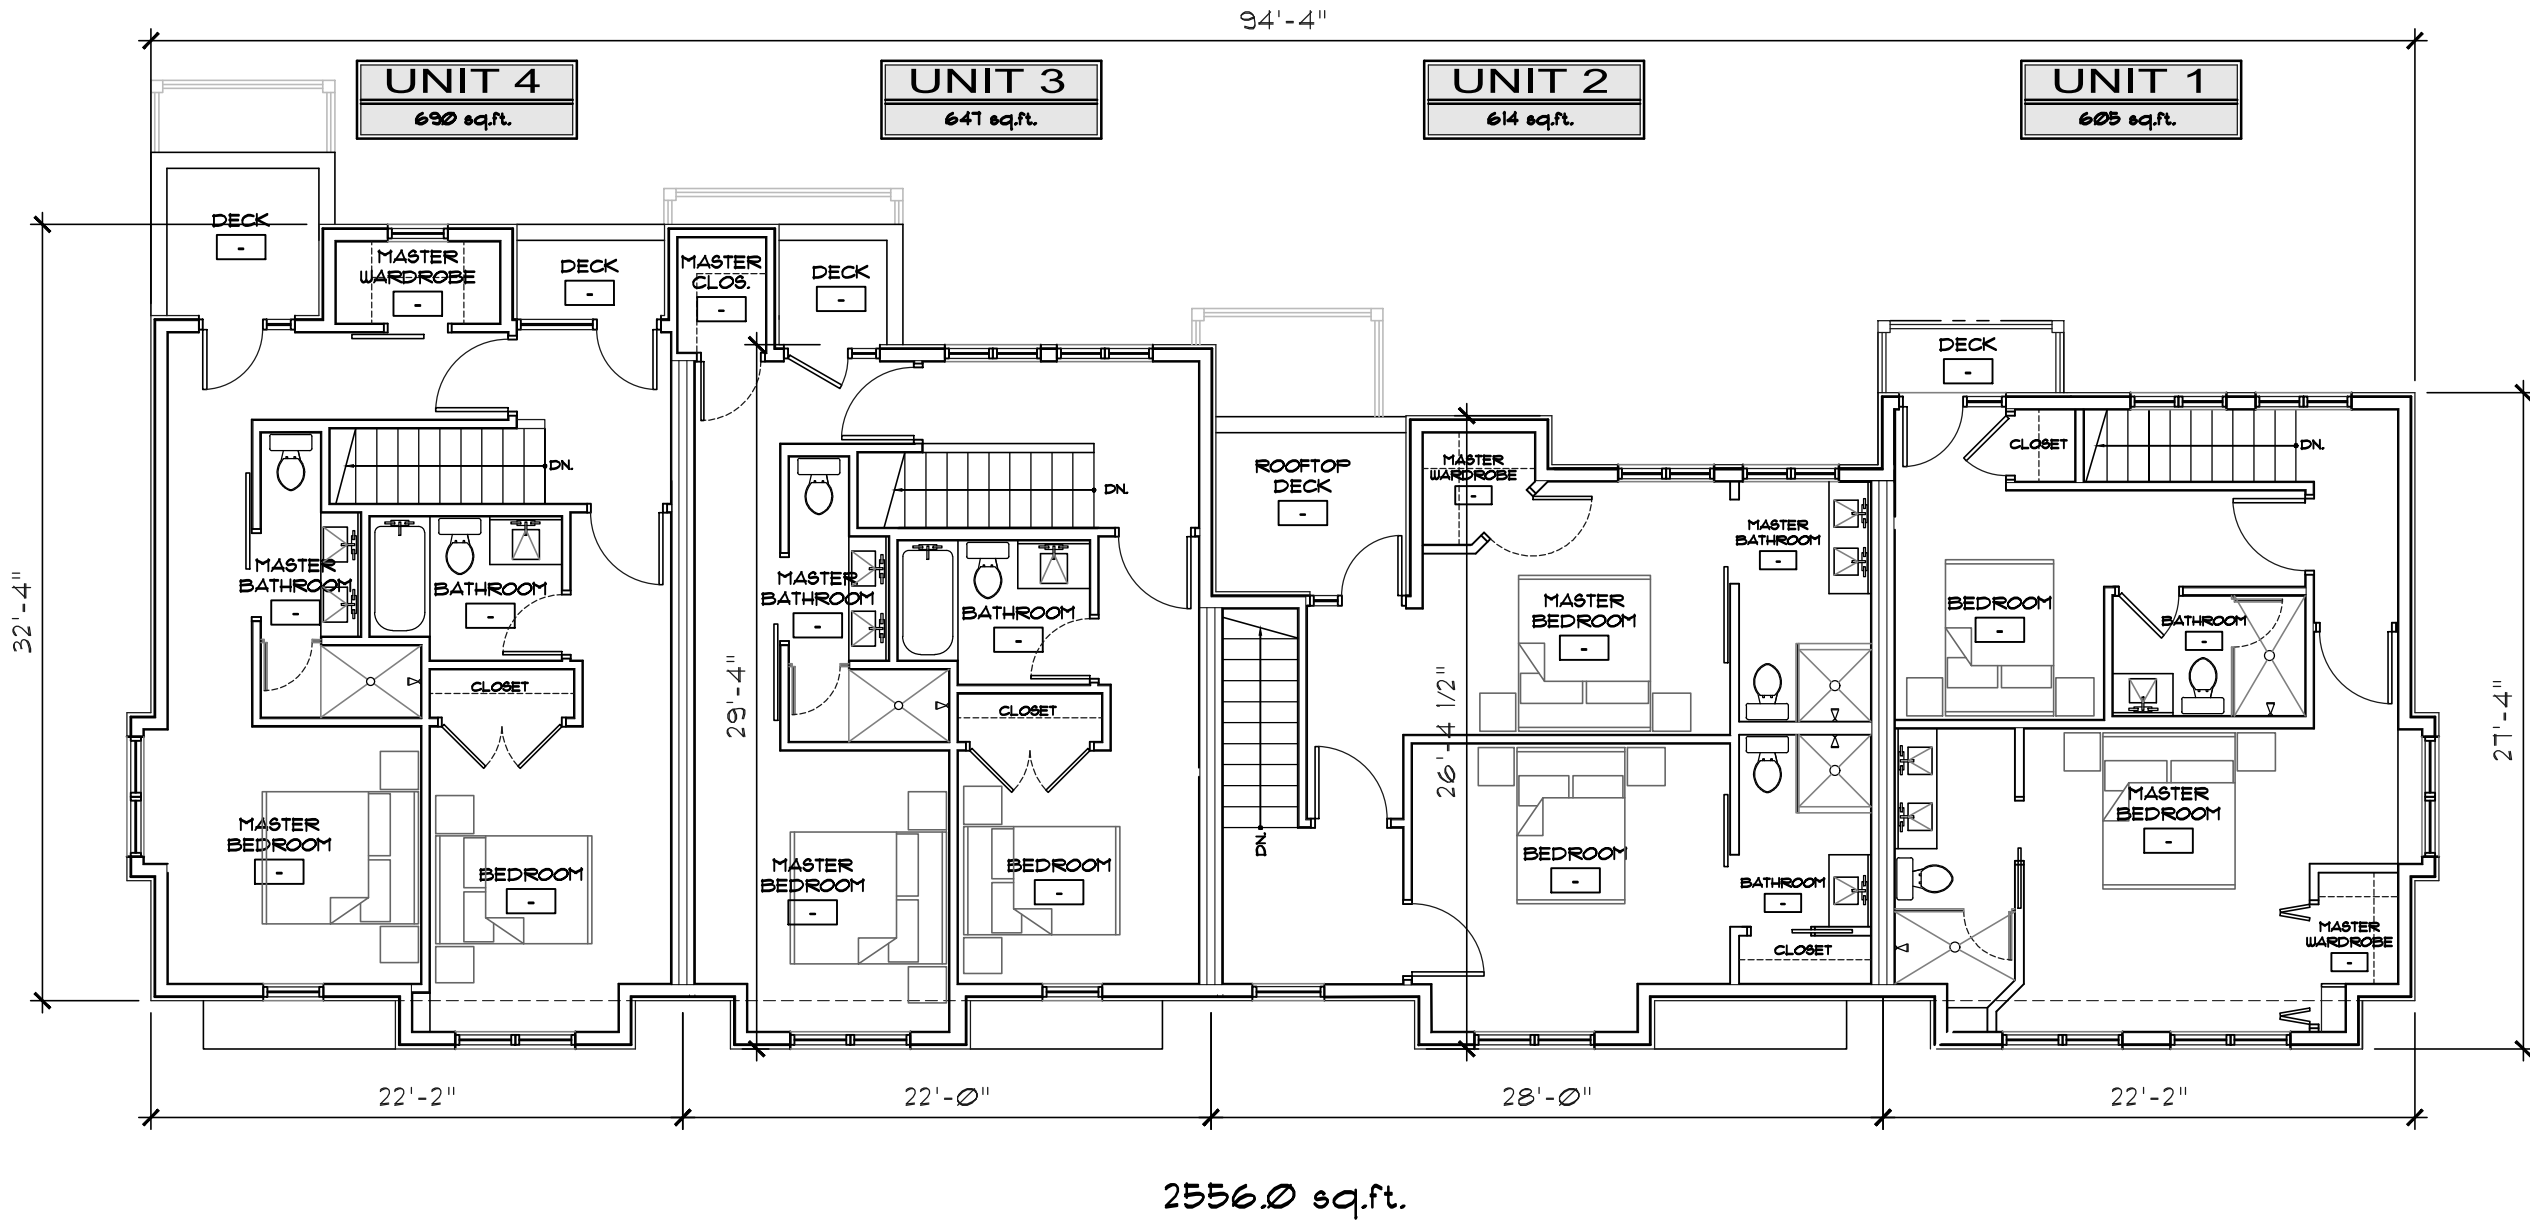 94'-4"
UNIT 4
690 sq.ft.
UNIT 3
647 sq.ft.
UNIT 2
614 sq.ft.
UNIT 1
605 sq.ft.
DECK
MASTER
WARDROBE
DECK
MASTER
CLOS.
DECK
DECK
CLOSET
DN.
DN.
DN.
ROOFTOP
DECK
MASTER
WARDROBE
MASTER
BATHROOM
MASTER
BATHROOM
BATHROOM
MASTER
BATHROOM
BATHROOM
MASTER
BEDROOM
BEDROOM
BATHROOM
32'-4"
29'-4"
26'-4 1/2"
27'-4"
CLOSET
CLOSET
MASTER
BEDROOM
BEDROOM
MASTER
BEDROOM
BEDROOM
DN.
BEDROOM
BATHROOM
CLOSET
MASTER
BEDROOM
MASTER
WARDROBE
22'-2"
22'-0"
28'-0"
22'-2"
2556.0 sq.ft.